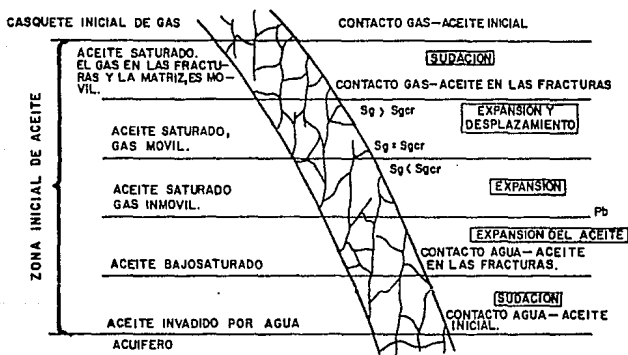 CASQUETE INICIAL DE GAS
CONTACTO GAS-ACEITE INICIAL
ACEITE SATURADO.
EL GAS EN LAS FRACTU-
RAS Y LA MATRIZ, ES MO-
VIL.
SUDACION
CONTACTO GAS-ACEITE EN LAS FRACTURAS
Sg > Sgcr
EXPANSION Y
DESPLAZAMIENTO
ACEITE SATURADO,
GAS MOVIL.
Sg = Sgcr
Sg < Sgcr
ACEITE SATURADO
GAS INMOVIL.
EXPANSION
Pb
EXPANSION DEL ACEITE
ACEITE BAJOSATURADO
CONTACTO AGUA-ACEITE
EN LAS FRACTURAS.
SUDACION
ACEITE INVADIDO POR AGUA
CONTACTO AGUA-ACEITE
INICIAL.
ACUIFERO
ZONA INICIAL DE ACEITE